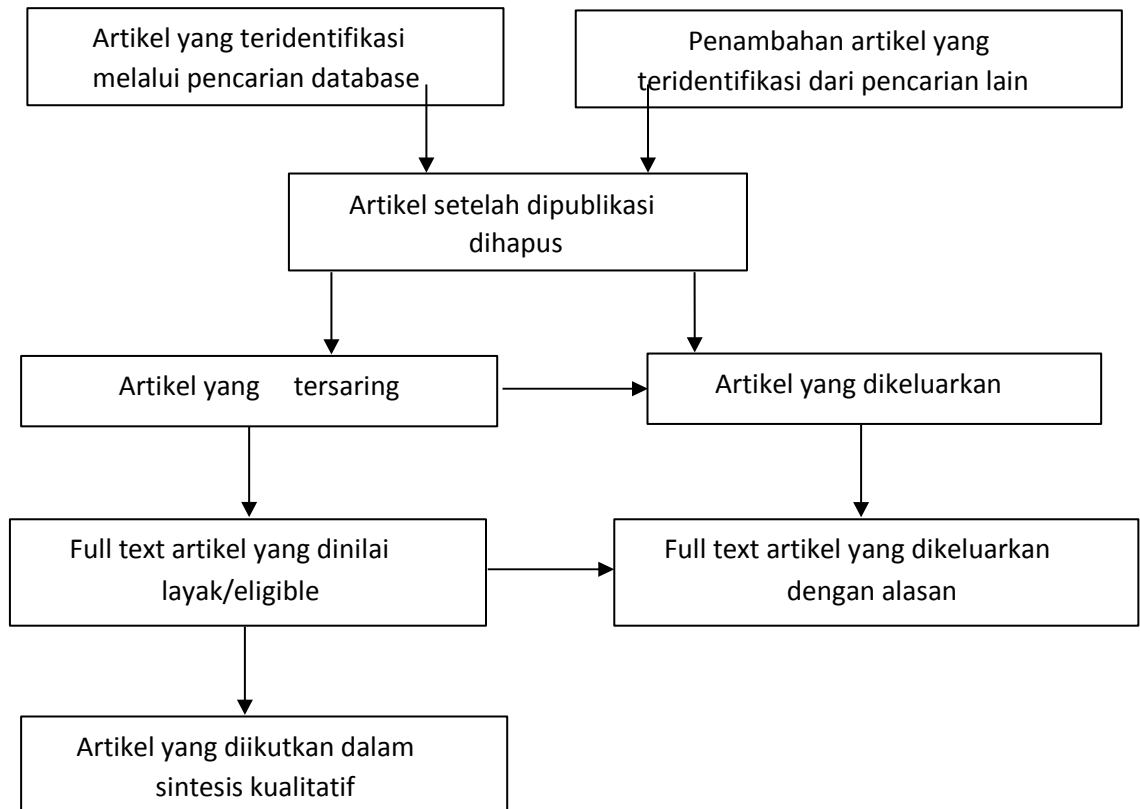 Artikel yang teridentifikasi
melalui pencarian database
Penambahan artikel yang
teridentifikasi dari pencarian lain
Artikel setelah dipublikasi
dihapus
Artikel yang tersaring
Artikel yang dikeluarkan
Full text artikel yang dinilai
layak/eligible
Full text artikel yang dikeluarkan
dengan alasan
Artikel yang diikutkan dalam
sintesis kualitatif